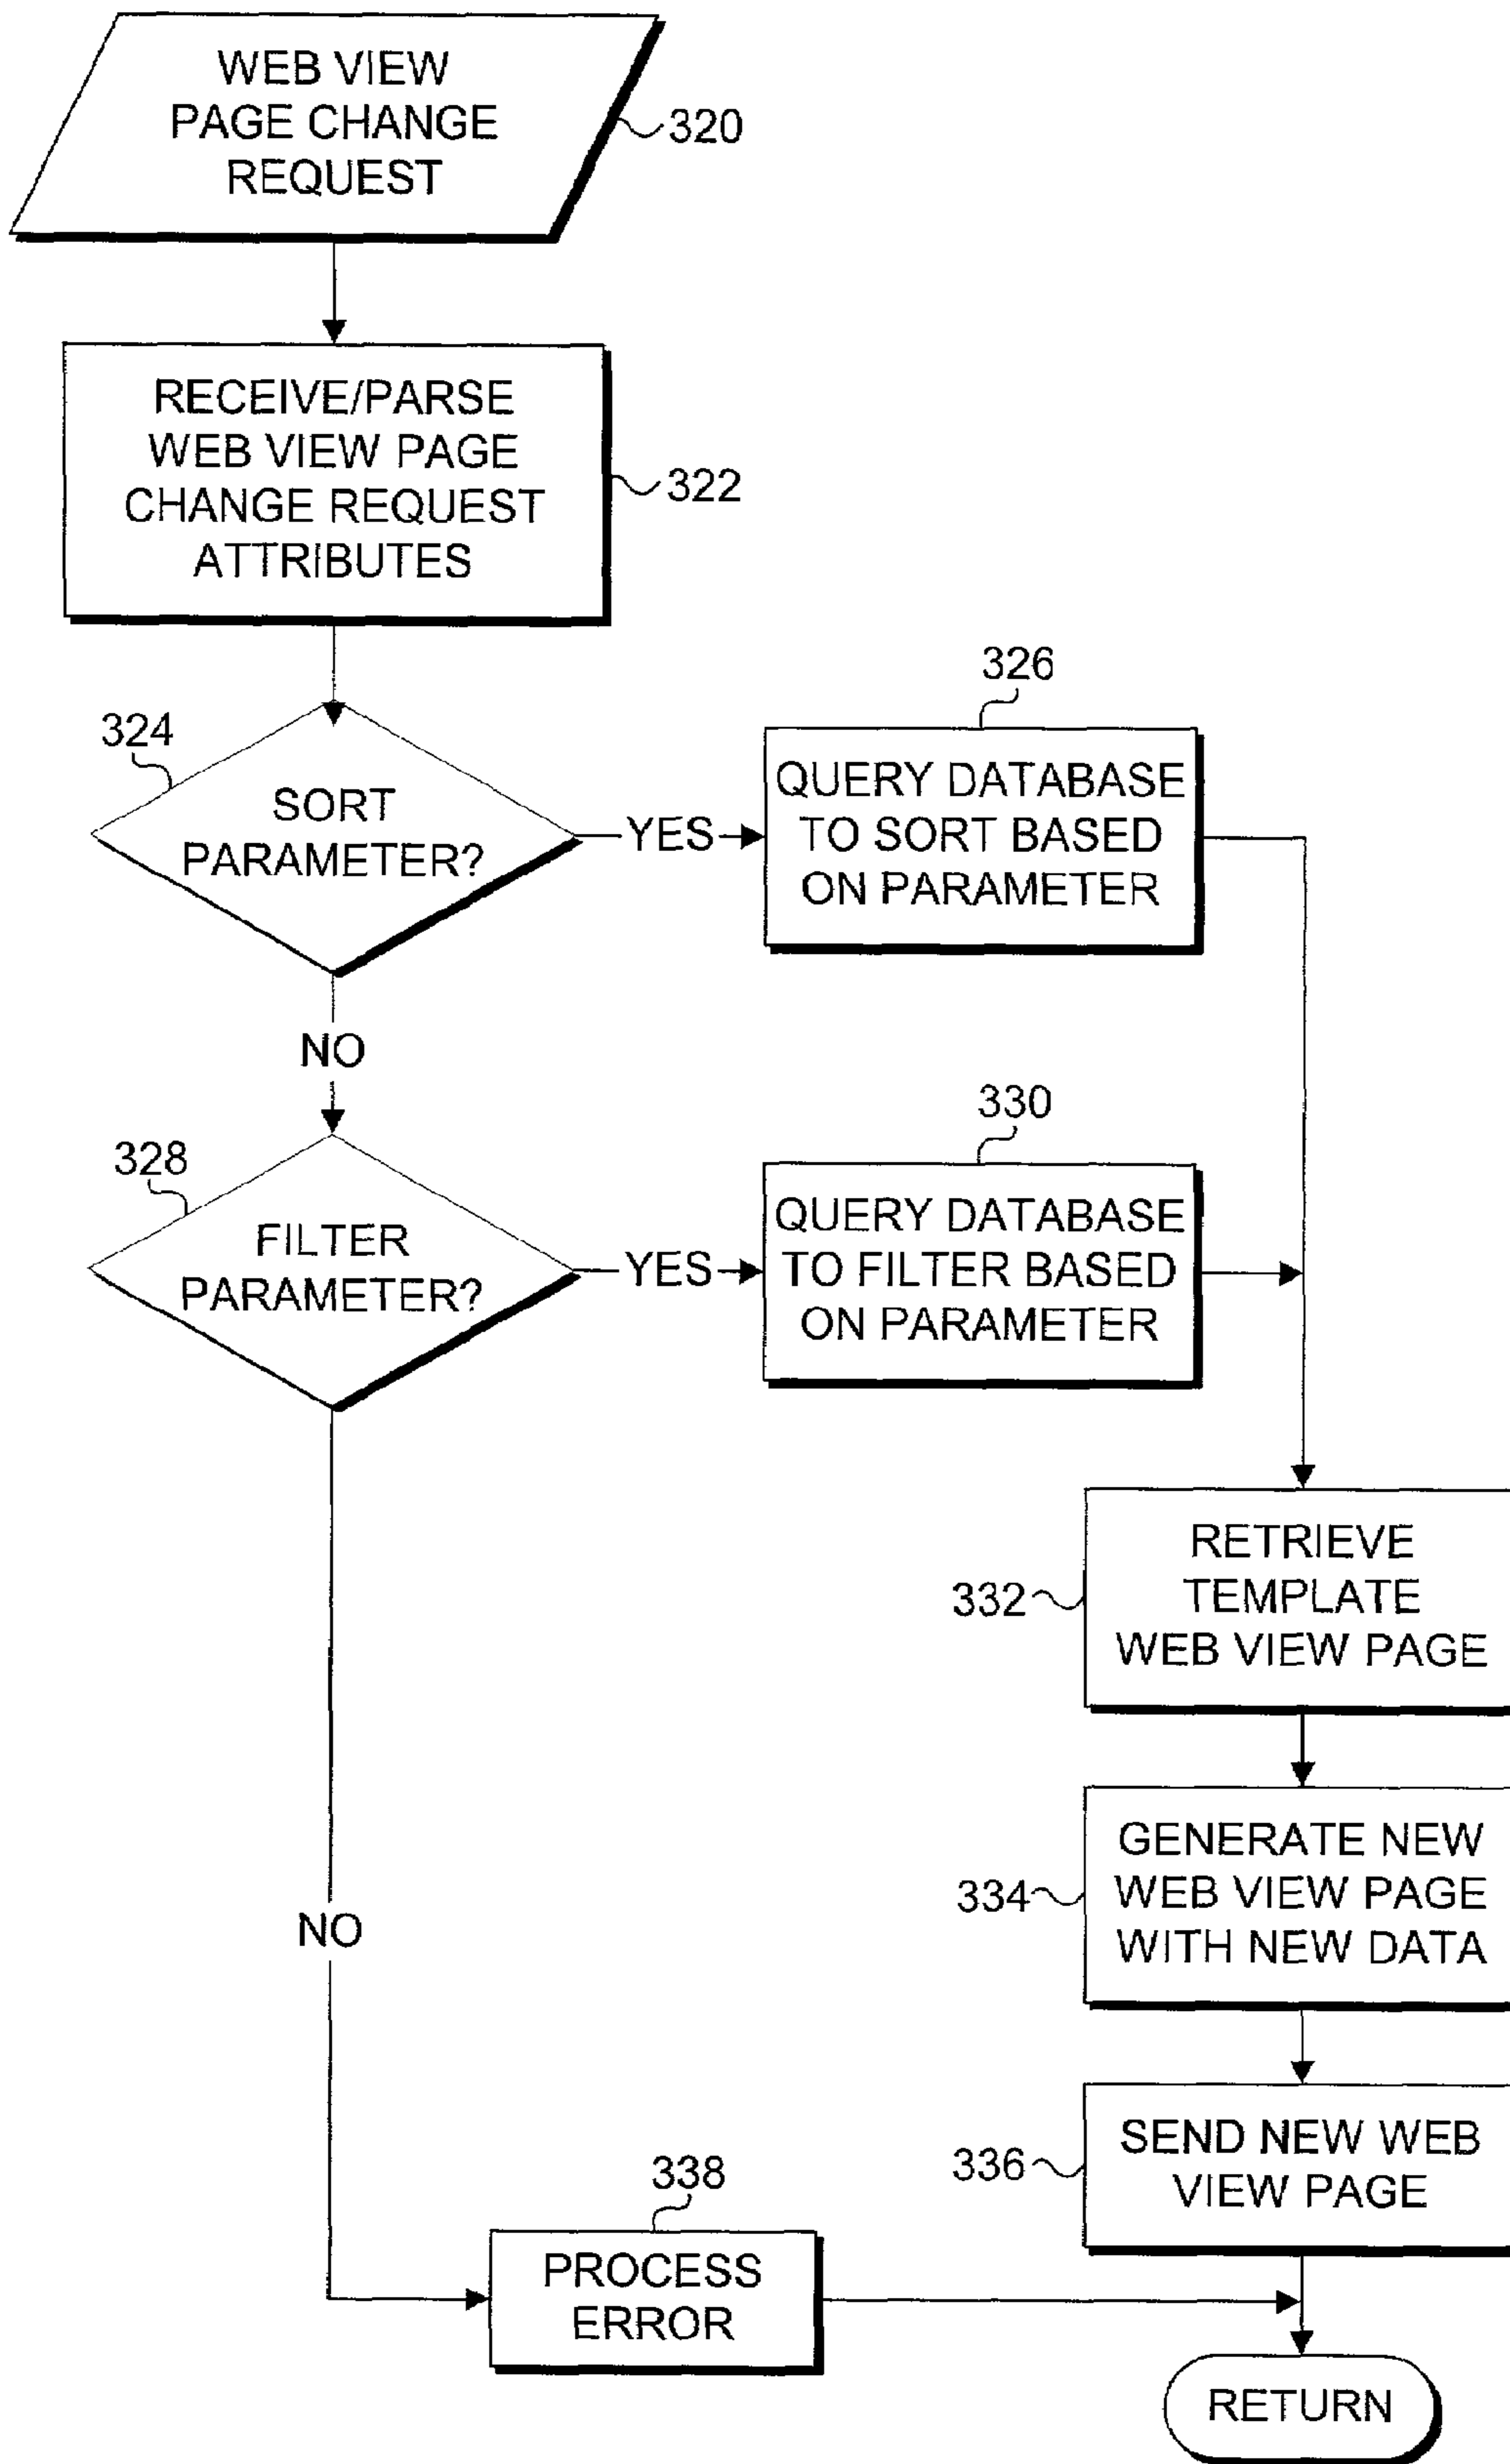 WEB VIEW
PAGE CHANGE
REQUEST
320
RECEIVE/PARSE
WEB VIEW PAGE
CHANGE REQUEST
ATTRIBUTES
322
324
SORT
PARAMETER?
YES
326
QUERY DATABASE
TO SORT BASED
ON PARAMETER
NO
328
FILTER
PARAMETER?
YES
330
QUERY DATABASE
TO FILTER BASED
ON PARAMETER
332
RETRIEVE
TEMPLATE
WEB VIEW PAGE
334
GENERATE NEW
WEB VIEW PAGE
WITH NEW DATA
NO
336
SEND NEW WEB
VIEW PAGE
338
PROCESS
ERROR
RETURN